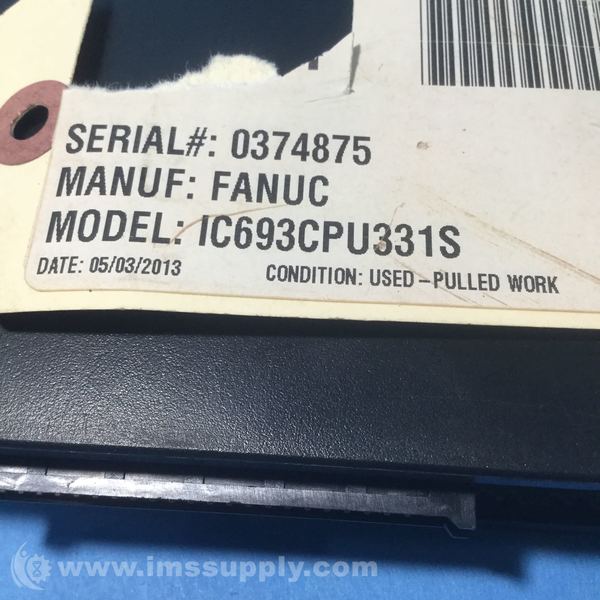 SERIAL#: 0374875
MANUF: FANUC
MODEL: IC693CPU331S
DATE: 05/03/2013 CONDITION: USED-PULLED WORK
www.imssupply.com